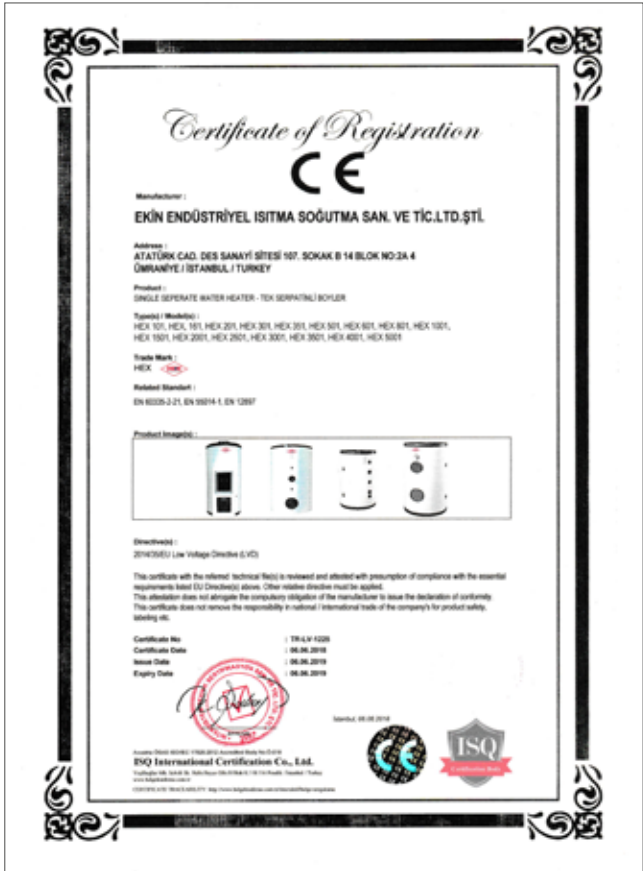 Certificate of Registration
CE
Manufacturer :
EKİN ENDÜSTRİYEL ISITMA SOĞUTMA SAN. VE TİC.LTD.ŞTİ.
Address :
ATATÜRK CAD. DES SANAYİ SİTESİ 107. SOKAK B 14 BLOK NO:2A 4
ÜMRANİYE / İSTANBUL / TURKEY
Product :
SINGLE SEPERATE WATER HEATER - TEK SERPATİNLİ BOYLER
Type(s) / Model(s) :
HEX 101, HEX, 161, HEX 201, HEX 301, HEX 351, HEX 501, HEX 601, HEX 801, HEX 1001,
HEX 1501, HEX 2001, HEX 2501, HEX 3001, HEX 3501, HEX 4001, HEX 5001
Trade Mark :
HEX
Related Standart :
EN 60335-2-21, EN 55014-1, EN 12897
Product Image(s) :
Directive(s) :
2014/35/EU Low Voltage Directive (LVD)
This certificate with the referred technical file(s) is reviewed and attested with presumption of compliance with the essential
requirements listed EU Directive(s) above. Other relative directive must be applied.
This attestation does not abrogate the compulsory obligation of the manufacturer to issue the declaration of conformity.
This certificate does not remove the responsibility in national / international trade of the company's for product safety,
labeling etc.
Certificate No : TR-LV-1225
Certificate Date : 06.06.2018
Issue Date : 06.06.2019
Expiry Date : 06.06.2019
Istanbul, 06.06.2018
ISQ International Certification Co., Ltd.
CE
ISQ
Certification Body